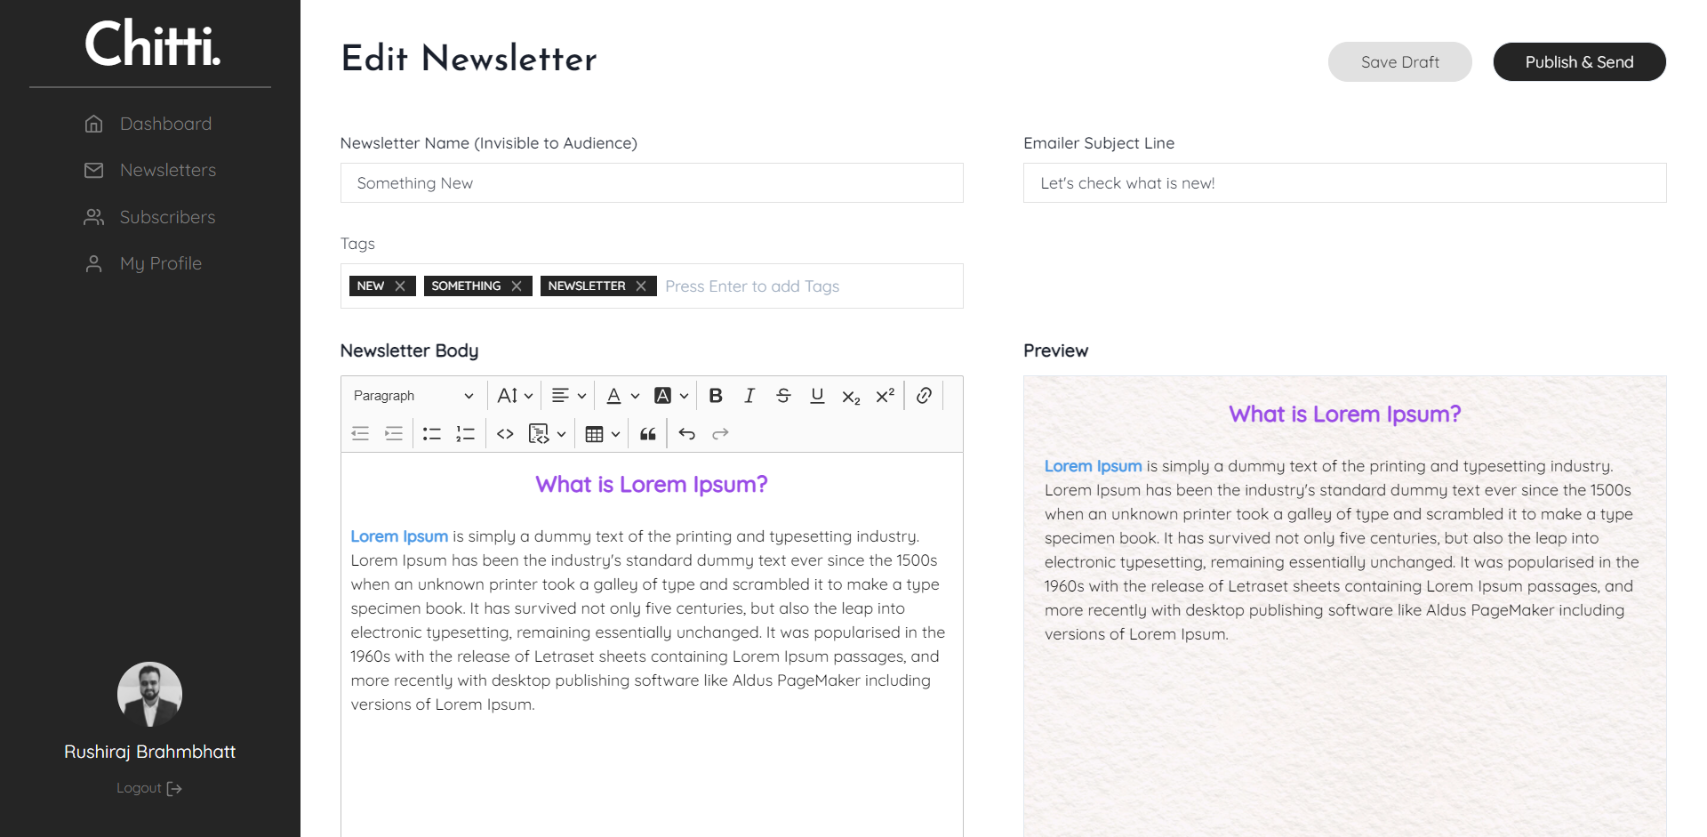 Chitti.
Dashboard
Newsletters
Subscribers
My Profile
Rushiraj Brahmbhatt
Logout
Edit Newsletter
Save Draft
Publish & Send
Newsletter Name (Invisible to Audience)
Something New
Emailer Subject Line
Let's check what is new!
Tags
NEW SOMETHING NEWSLETTER Press Enter to add Tags
Newsletter Body
Paragraph
What is Lorem Ipsum?
Lorem Ipsum is simply a dummy text of the printing and typesetting industry.
Lorem Ipsum has been the industry's standard dummy text ever since the 1500s
when an unknown printer took a galley of type and scrambled it to make a type
specimen book. It has survived not only five centuries, but also the leap into
electronic typesetting, remaining essentially unchanged. It was popularised in the
1960s with the release of Letraset sheets containing Lorem Ipsum passages, and
more recently with desktop publishing software like Aldus PageMaker including
versions of Lorem Ipsum.
Preview
What is Lorem Ipsum?
Lorem Ipsum is simply a dummy text of the printing and typesetting industry.
Lorem Ipsum has been the industry's standard dummy text ever since the 1500s
when an unknown printer took a galley of type and scrambled it to make a type
specimen book. It has survived not only five centuries, but also the leap into
electronic typesetting, remaining essentially unchanged. It was popularised in the
1960s with the release of Letraset sheets containing Lorem Ipsum passages, and
more recently with desktop publishing software like Aldus PageMaker including
versions of Lorem Ipsum.